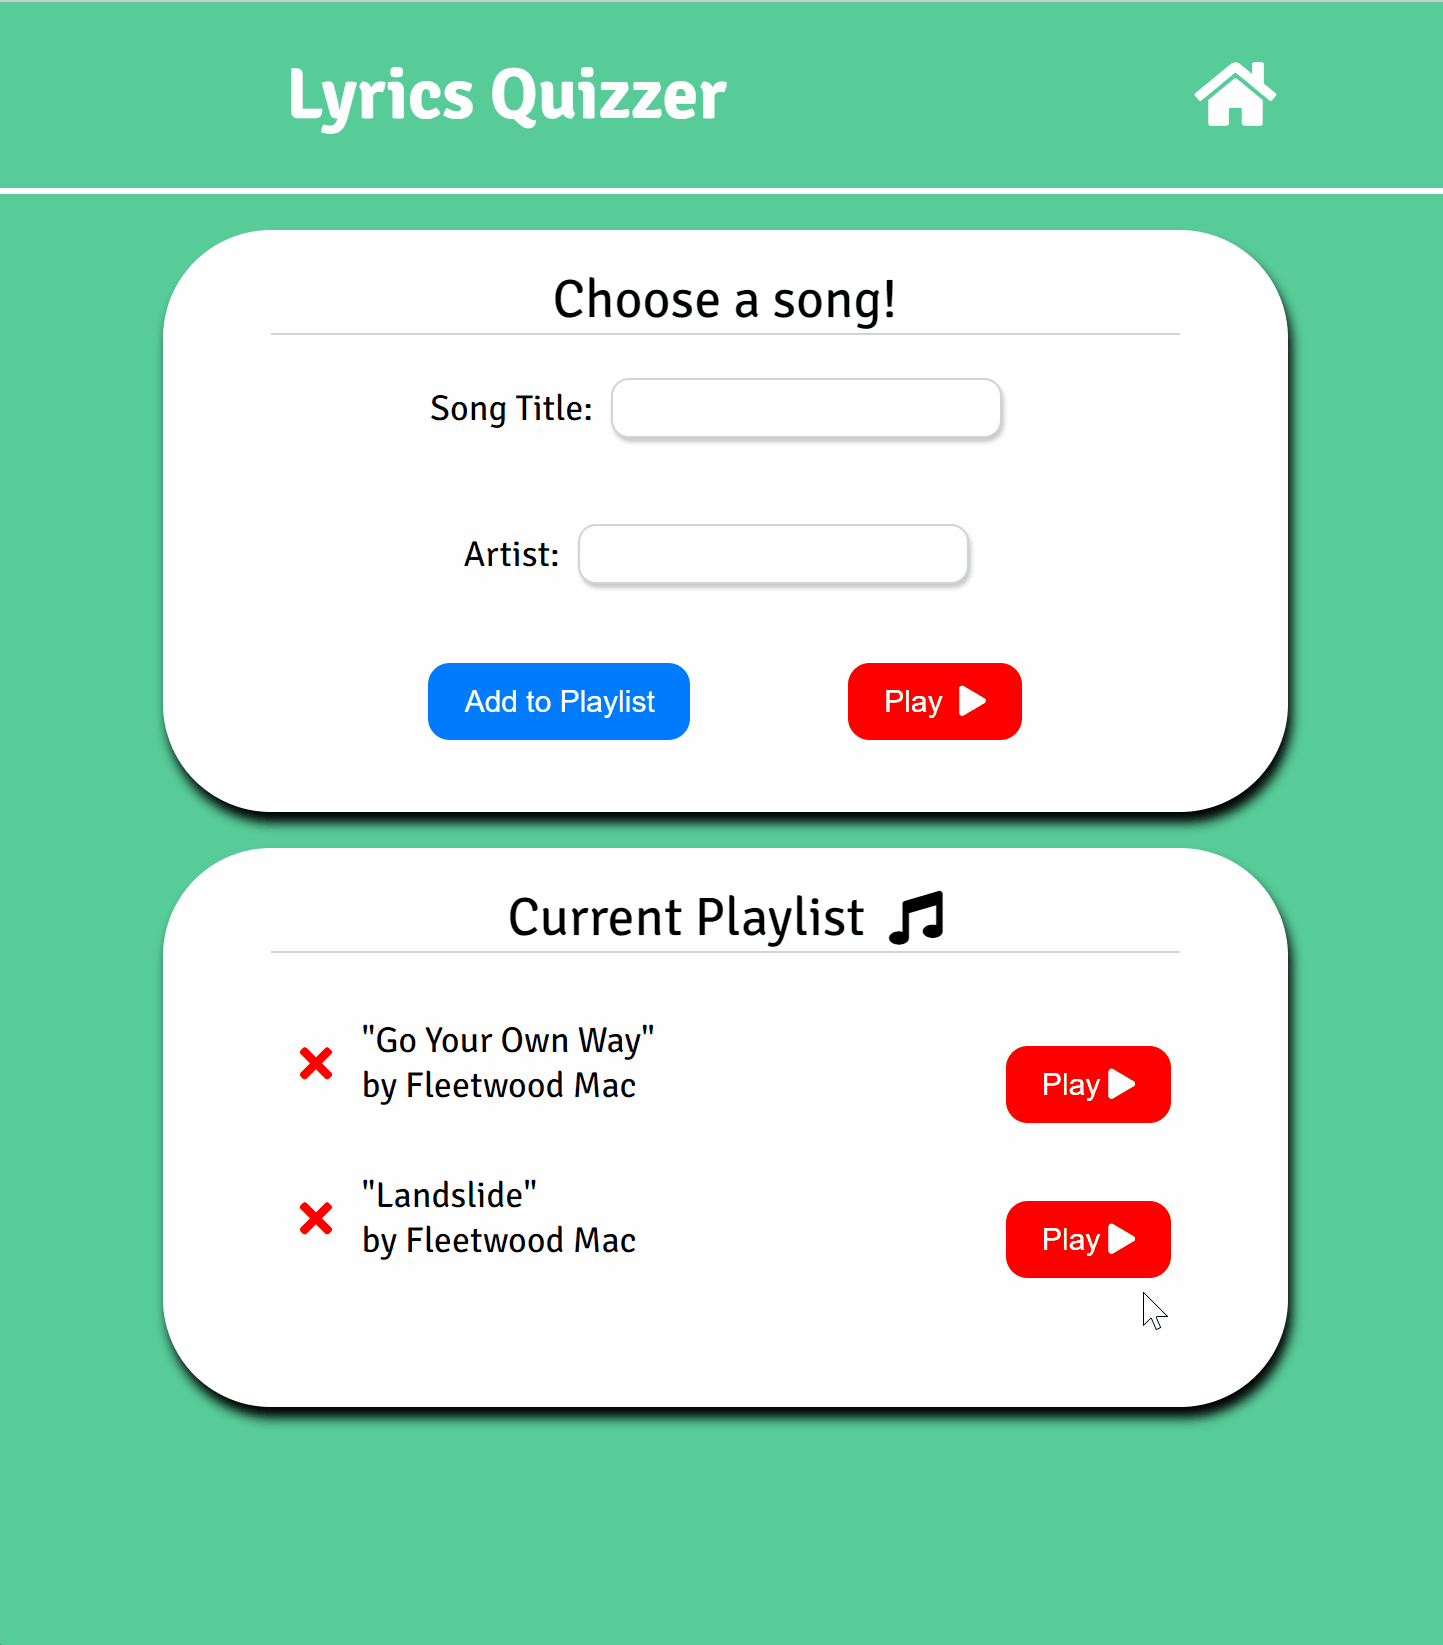 Lyrics Quizzer
Choose a song!
Song Title:
Artist:
Add to Playlist
Play
Current Playlist
"Go Your Own Way"
by Fleetwood Mac
Play
"Landslide"
by Fleetwood Mac
Play